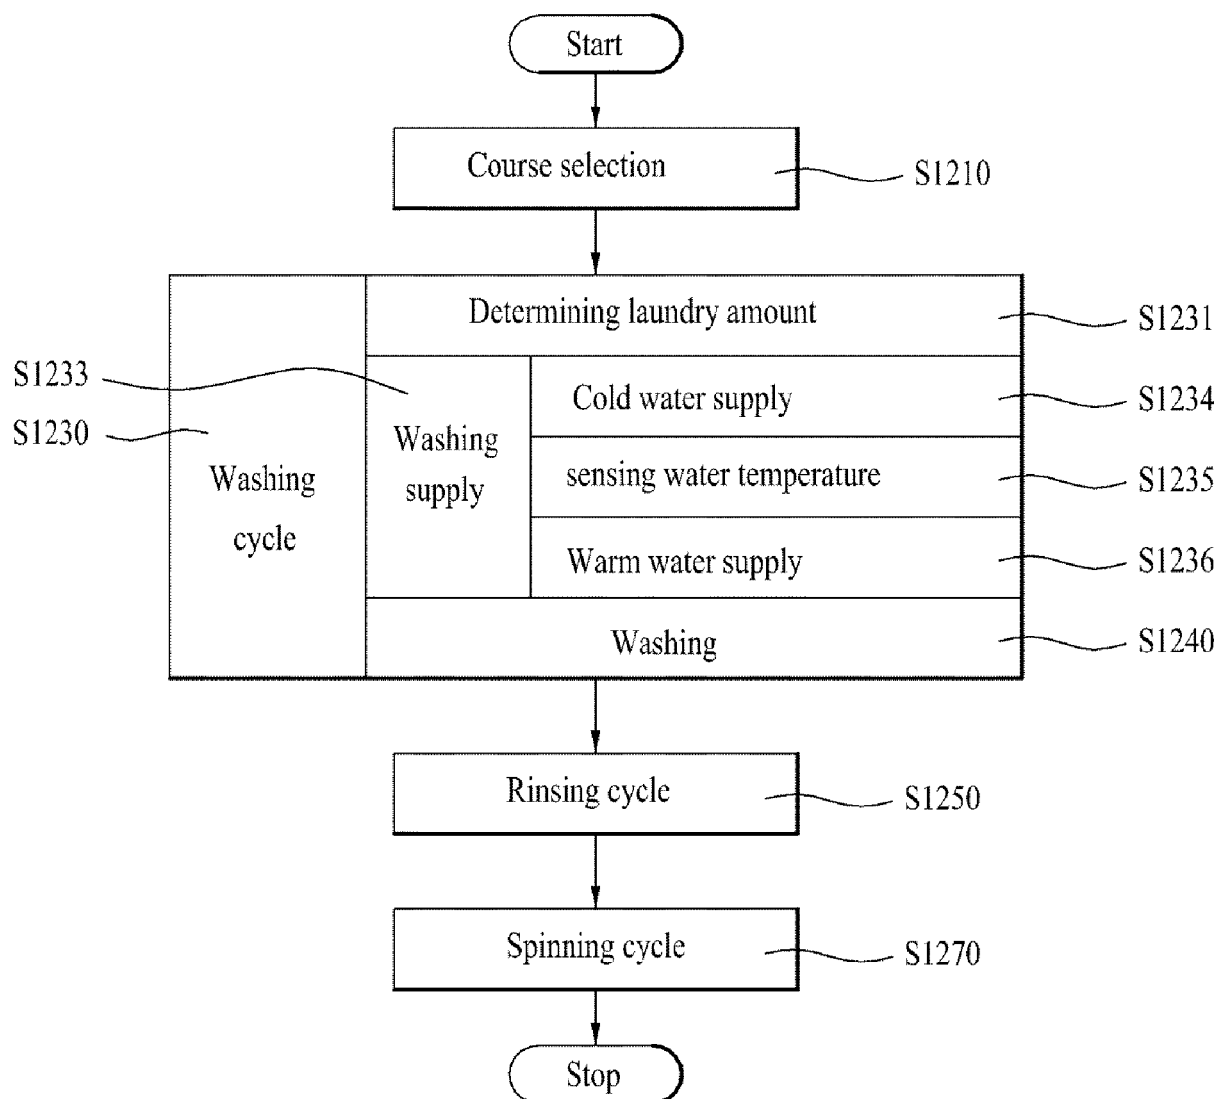 Start
Course selection
S1210
Determining laundry amount
S1231
S1233
Cold water supply
S1234
S1230
Washing
supply
Washing
cycle
sensing water temperature
S1235
Warm water supply
S1236
Washing
S1240
Rinsing cycle
S1250
Spinning cycle
S1270
Stop